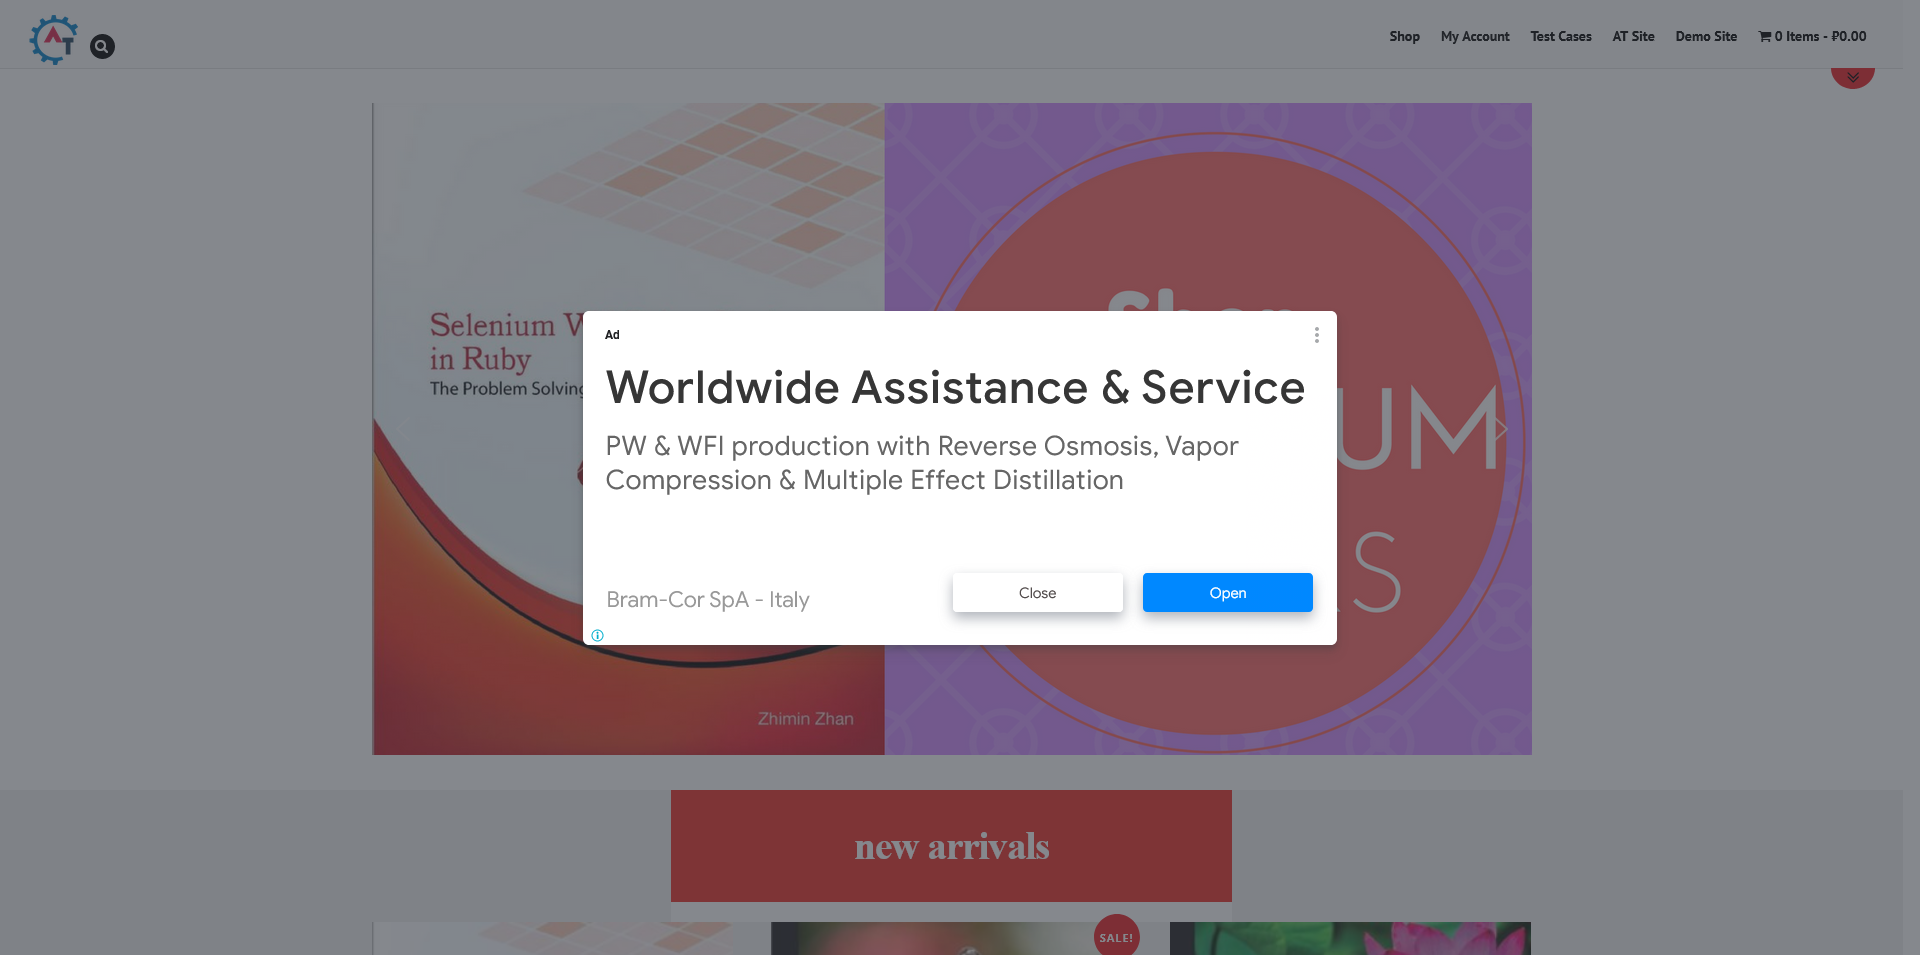 AT
Shop
My Account
Test Cases
AT Site
Demo Site
0 Items - ₽0.00
Selenium W
in Ruby
The Problem Solving
Zhimin Zhan
Shop
UM
S
Ad
Worldwide Assistance & Service
PW & WFI production with Reverse Osmosis, Vapor
Compression & Multiple Effect Distillation
Bram-Cor SpA - Italy
Close
Open
new arrivals
SALE!